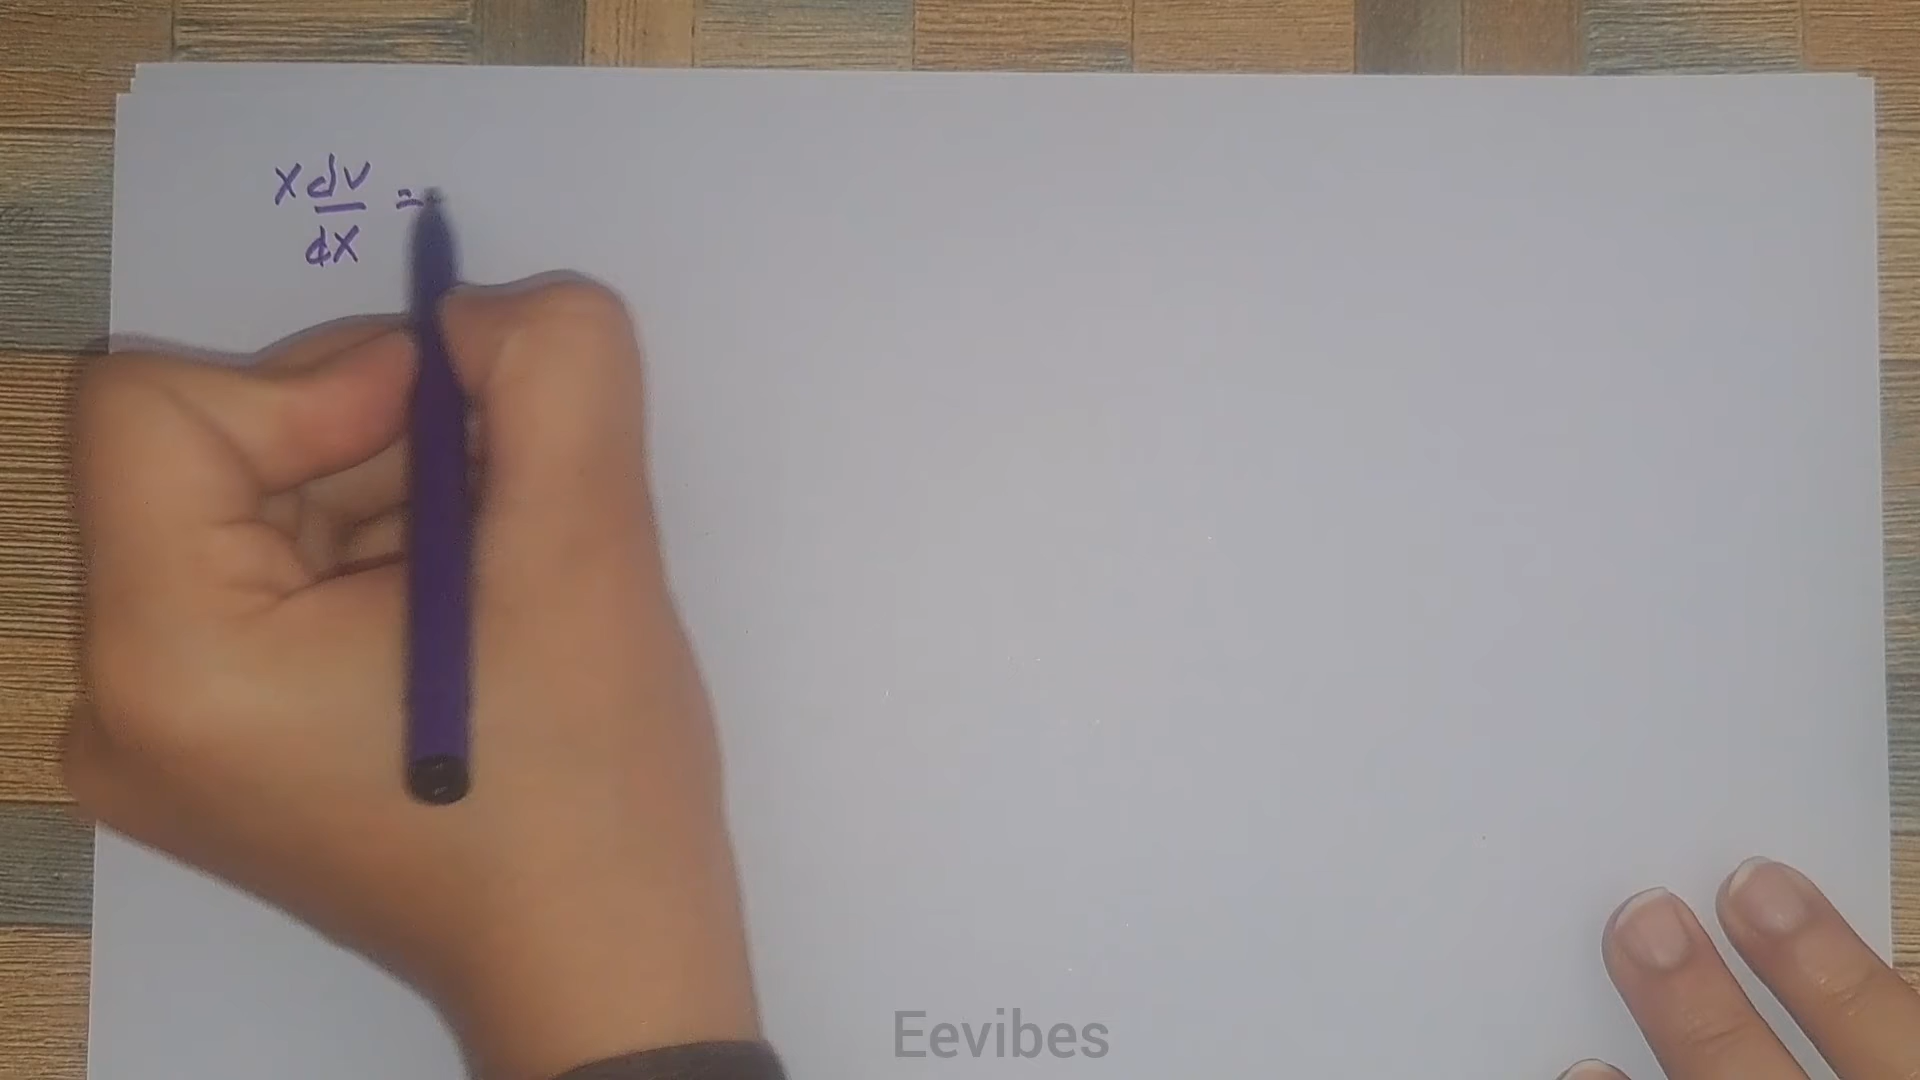 x dv =
dx
Eevibes